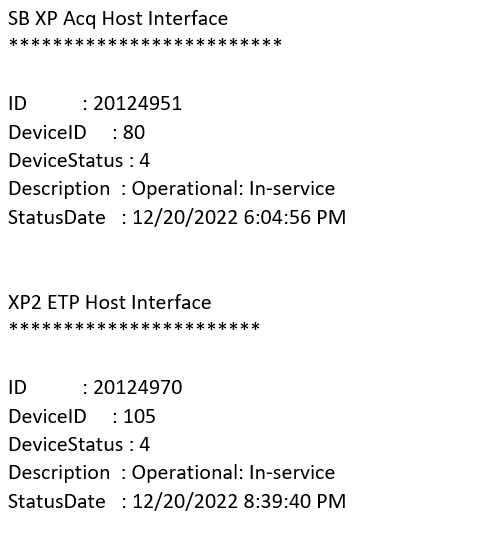 SB XP Acq Host Interface
*************************
ID : 20124951
DeviceID : 80
DeviceStatus : 4
Description : Operational: In-service
StatusDate : 12/20/2022 6:04:56 PM
XP2 ETP Host Interface
***********************
ID : 20124970
DeviceID : 105
DeviceStatus : 4
Description : Operational: In-service
StatusDate : 12/20/2022 8:39:40 PM